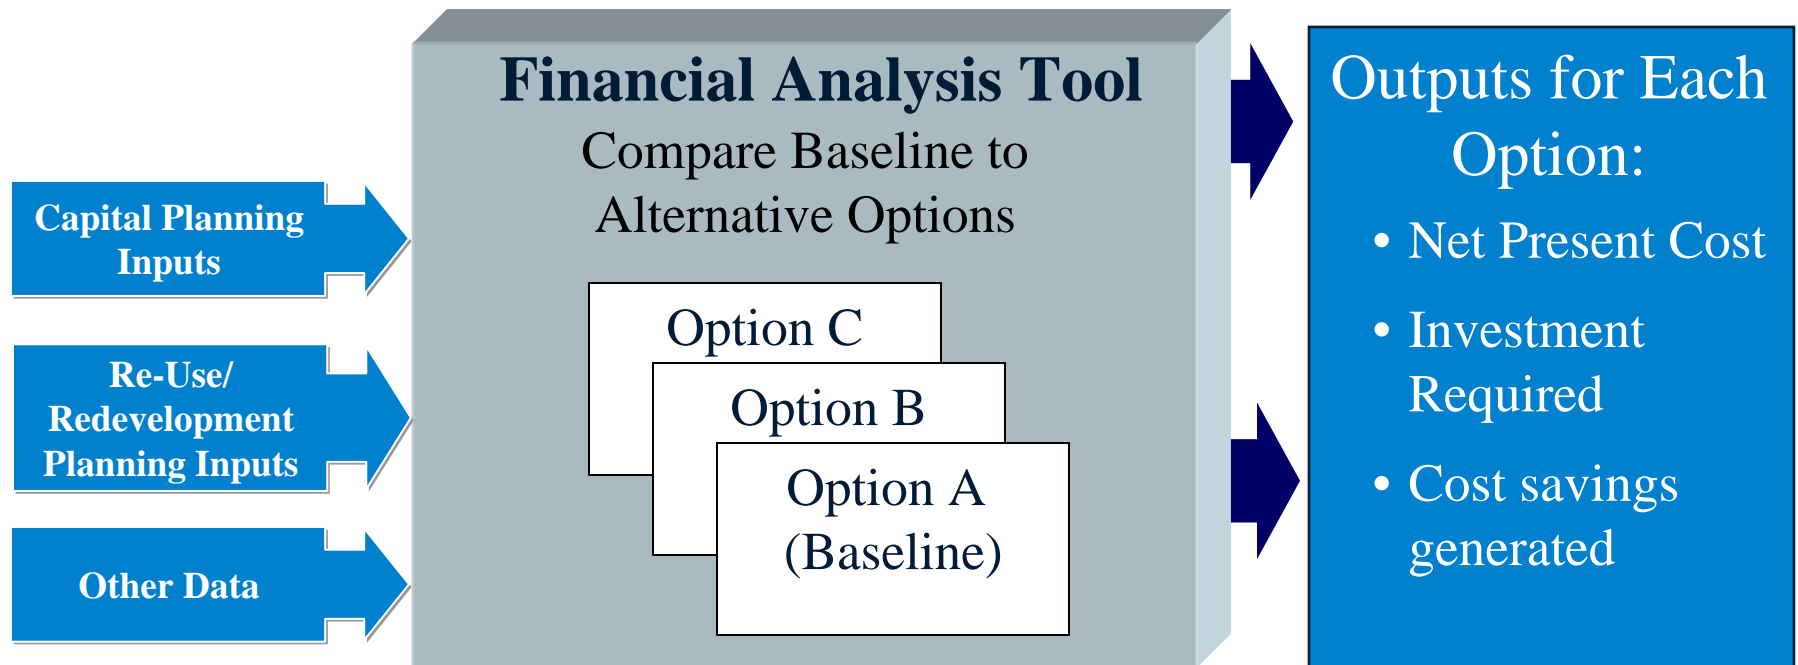 Capital Planning
Inputs
Re-Use/
Redevelopment
Planning Inputs
Other Data
Financial Analysis Tool
Compare Baseline to
Alternative Options
Option C
Option B
Option A
(Baseline)
Outputs for Each
Option:
• Net Present Cost
• Investment
Required
• Cost savings
generated